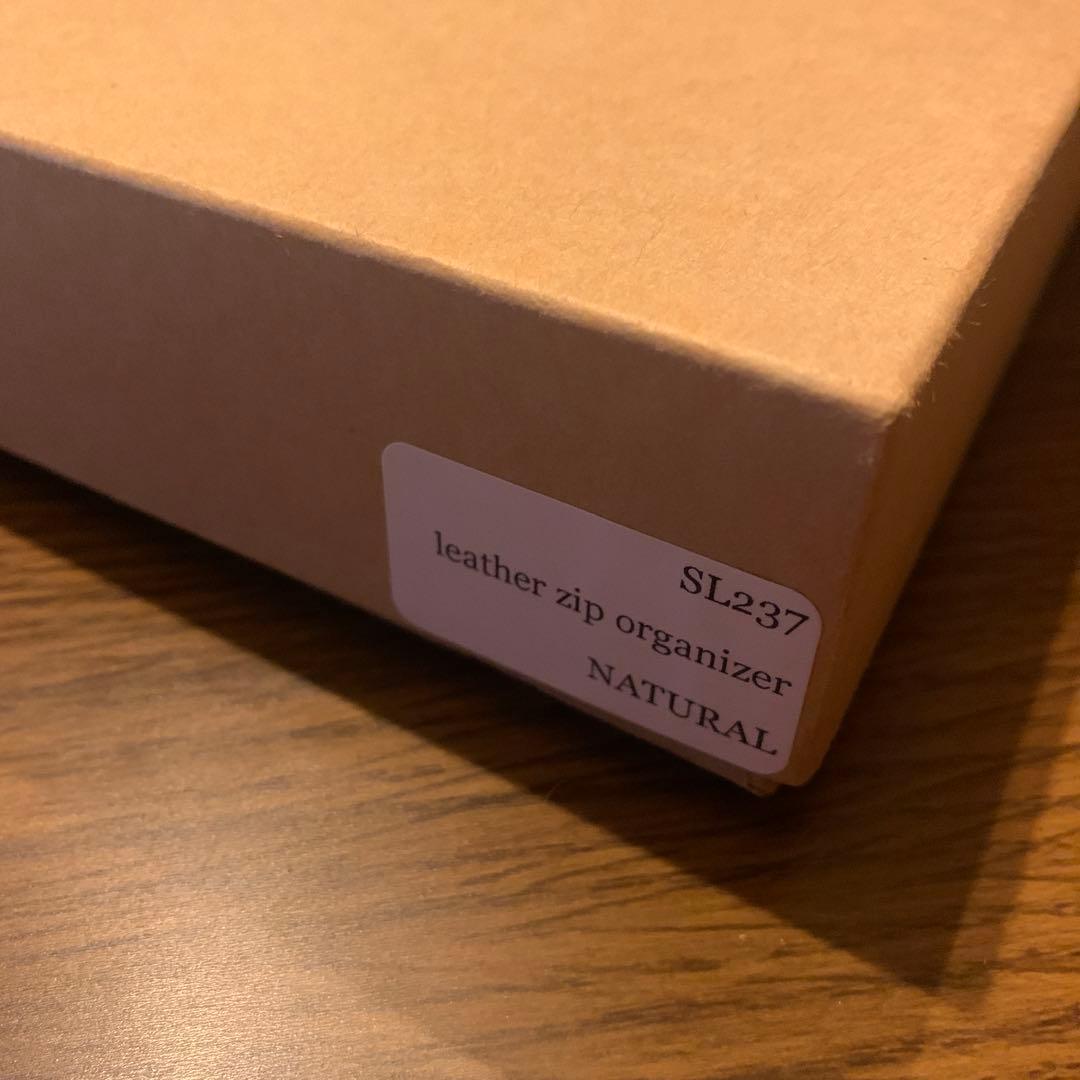 SL237
leather zip organizer
NATURAL